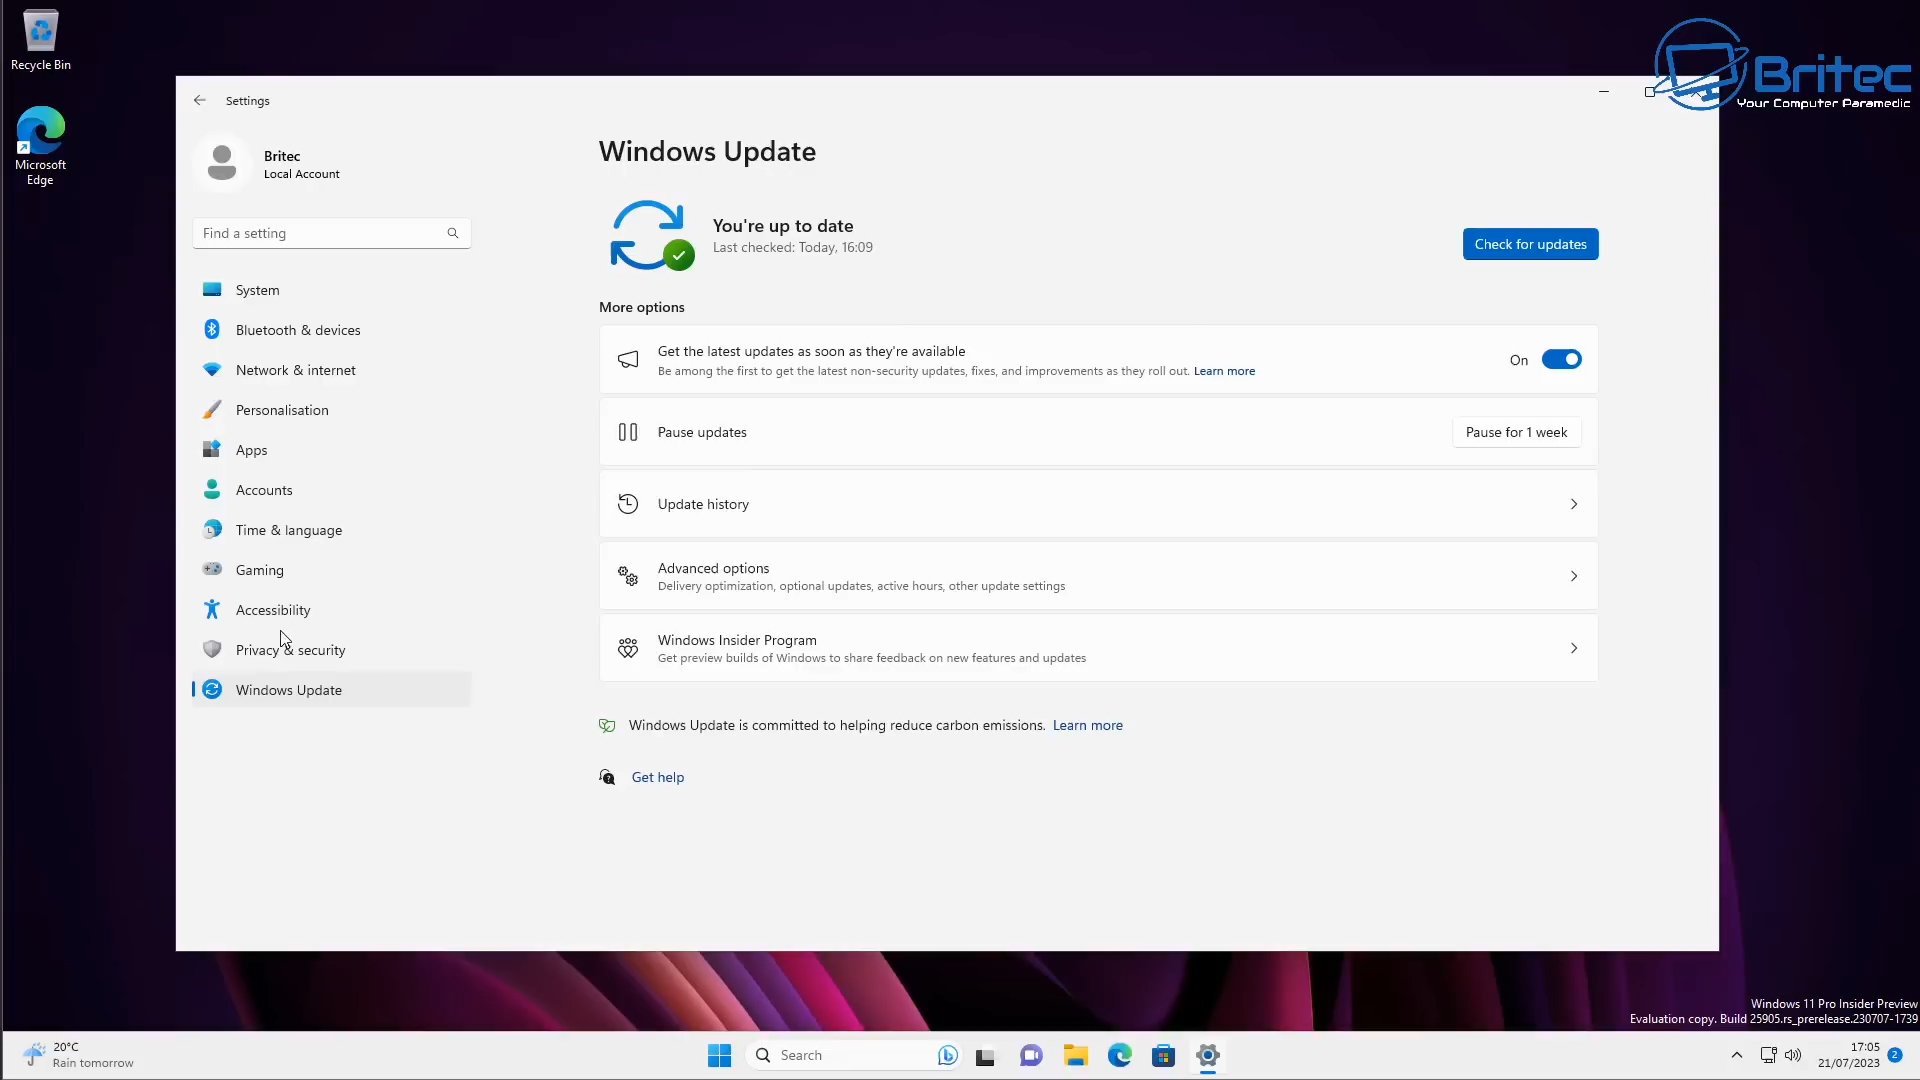 Recycle Bin
Microsoft
Edge
Settings
Britec
Local Account
Find a setting
System
Bluetooth & devices
Network & internet
Personalisation
Apps
Accounts
Time & language
Gaming
Accessibility
Privacy & security
Windows Update
Windows Update
You're up to date
Last checked: Today, 16:09
Check for updates
More options
Get the latest updates as soon as they're available
Be among the first to get the latest non-security updates, fixes, and improvements as they roll out. Learn more
On
Pause updates
Pause for 1 week
Update history
Advanced options
Delivery optimization, optional updates, active hours, other update settings
Windows Insider Program
Get preview builds of Windows to share feedback on new features and updates
Windows Update is committed to helping reduce carbon emissions. Learn more
Get help
Britec
Your Computer Paramedic
Windows 11 Pro Insider Preview
Evaluation copy. Build 25905.rs_prerelease.230707-1739
20°C
Rain tomorrow
Search
17:05
21/07/2023
2